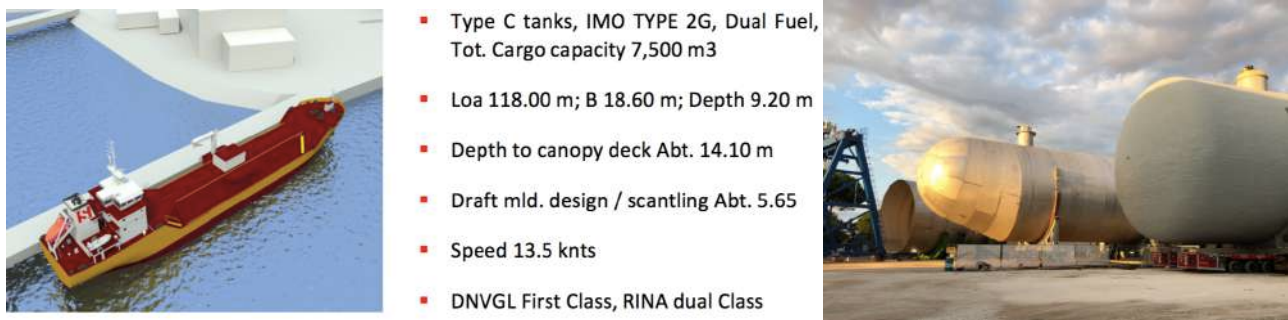 Type C tanks, IMO TYPE 2G, Dual Fuel,
Tot. Cargo capacity 7,500 m3
Loa 118.00 m; B 18.60 m; Depth 9.20 m
Depth to canopy deck Abt. 14.10 m
Draft mld. design / scantling Abt. 5.65
Speed 13.5 knts
DNVGL First Class, RINA dual Class